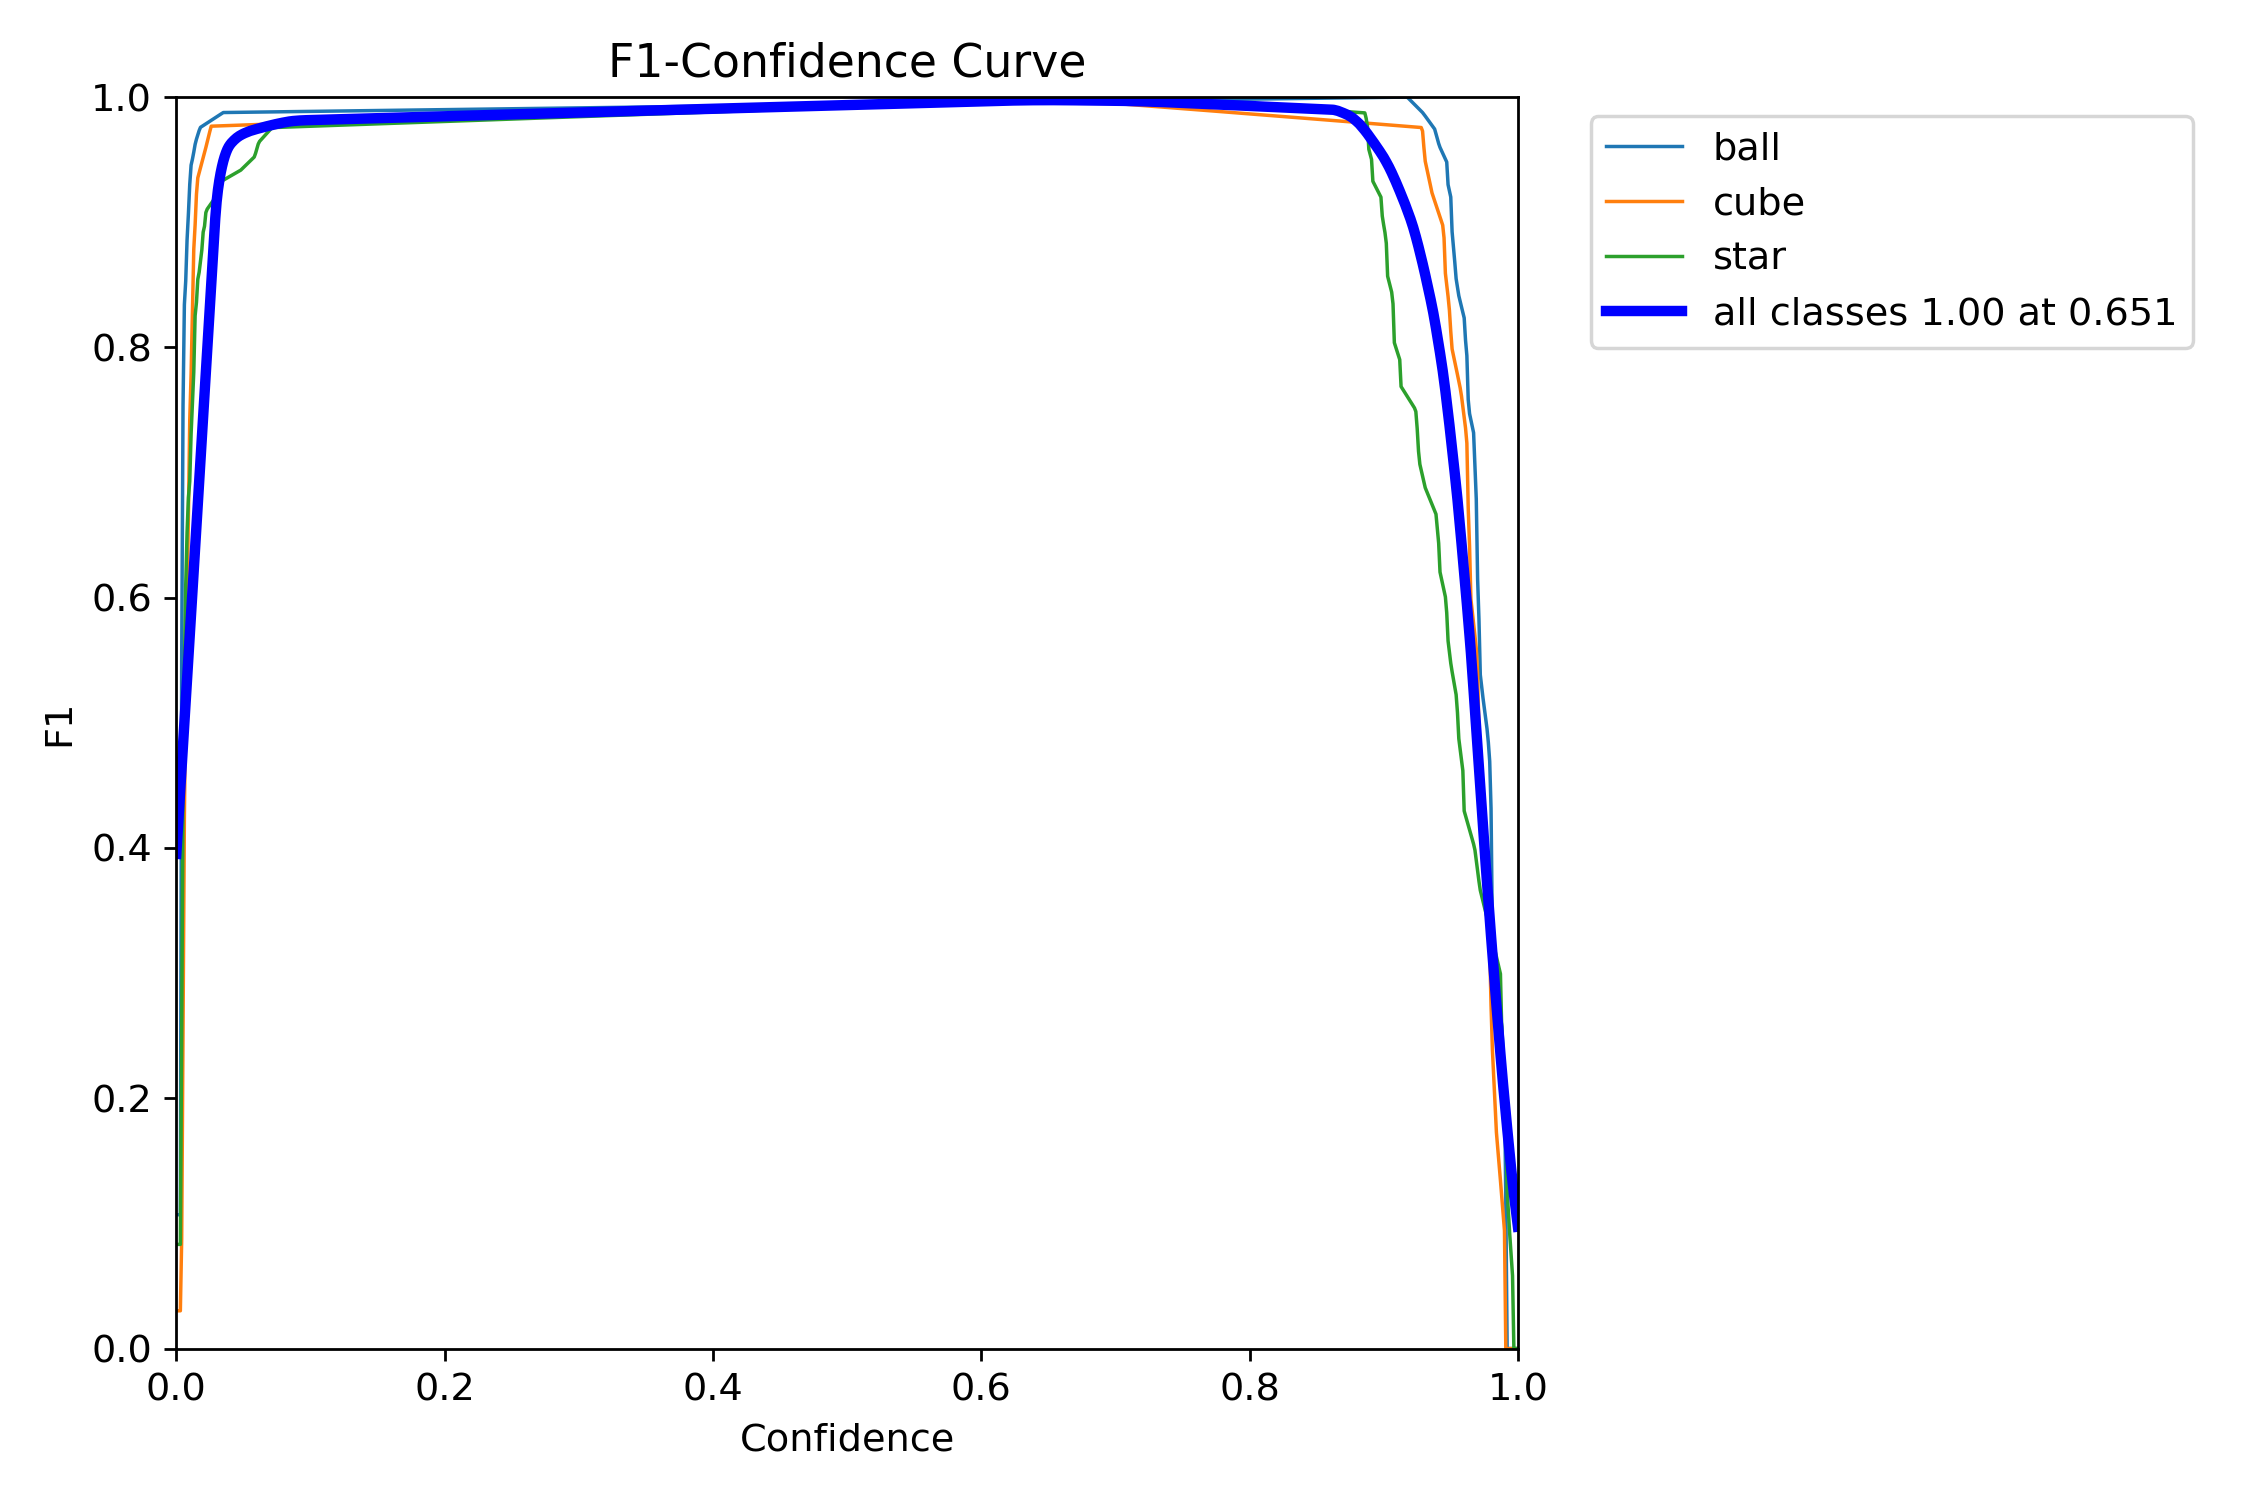 F1-Confidence Curve
1.0
0.8
0.6
0.4
0.2
0.0
F1
0.0 0.2 0.4 0.6 0.8 1.0
Confidence
ball
cube
star
all classes 1.00 at 0.651